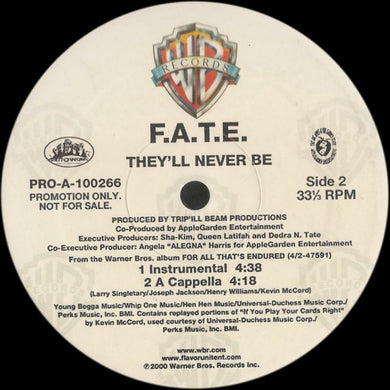 WB
RECORDS
F.A.T.E.
THEY'LL NEVER BE
PRO-A-100266
PROMOTION ONLY.
NOT FOR SALE.
Side 2
33⅓ RPM
PRODUCED BY TRIP'ILL BEAM PRODUCTIONS
Co-Produced by AppleGarden Entertainment
Executive Producers: Sha-Kim, Queen Latifah and Dedra N. Tate
Co-Executive Producer: Angela "ALEGNA" Harris for AppleGarden Entertainment
From the Warner Bros. album FOR ALL THAT'S ENDURED (4/2-47591)
1 Instrumental 4:38
2 A Cappella 4:18
(Larry Singletary/Joseph Jackson/Henry Williams/Kevin McCord)
Young Begga Music/Whip One Music/Hen Hen Music/Universal-Duchess Music Corp./
Perks Music, Inc. BMI. Contains replayed portions of "If You Play Your Cards Right"
by Kevin McCord, used courtesy of Universal-Duchess Music Corp./
Perks Music, Inc. BMI.
www.wbr.com
www.flavorunitent.com
℗2000 Warner Bros. Records Inc.